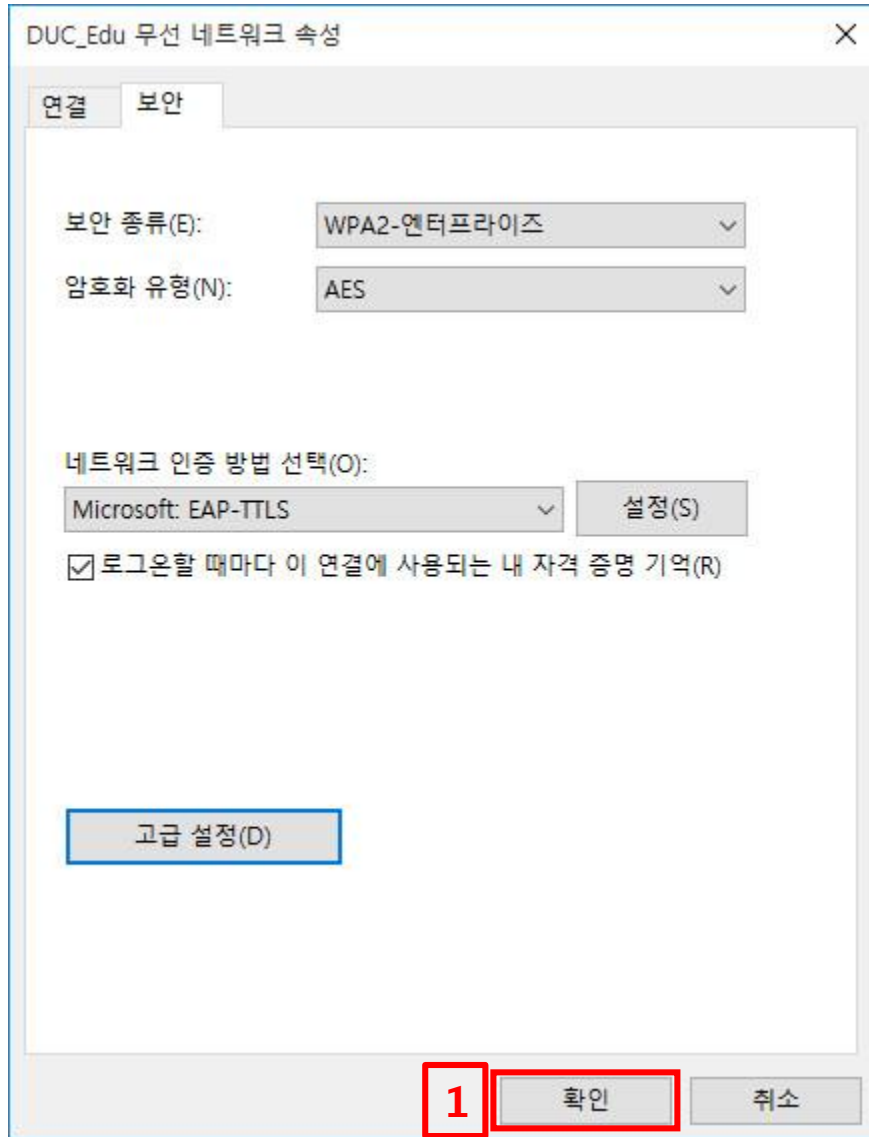 DUC_Edu 무선 네트워크 속성
연결 보안
보안 종류(E): WPA2-엔터프라이즈
암호화 유형(N): AES
네트워크 인증 방법 선택(O):
Microsoft: EAP-TTLS 설정(S)
로그온할 때마다 이 연결에 사용되는 내 자격 증명 기억(R)
고급 설정(D)
1 확인 취소